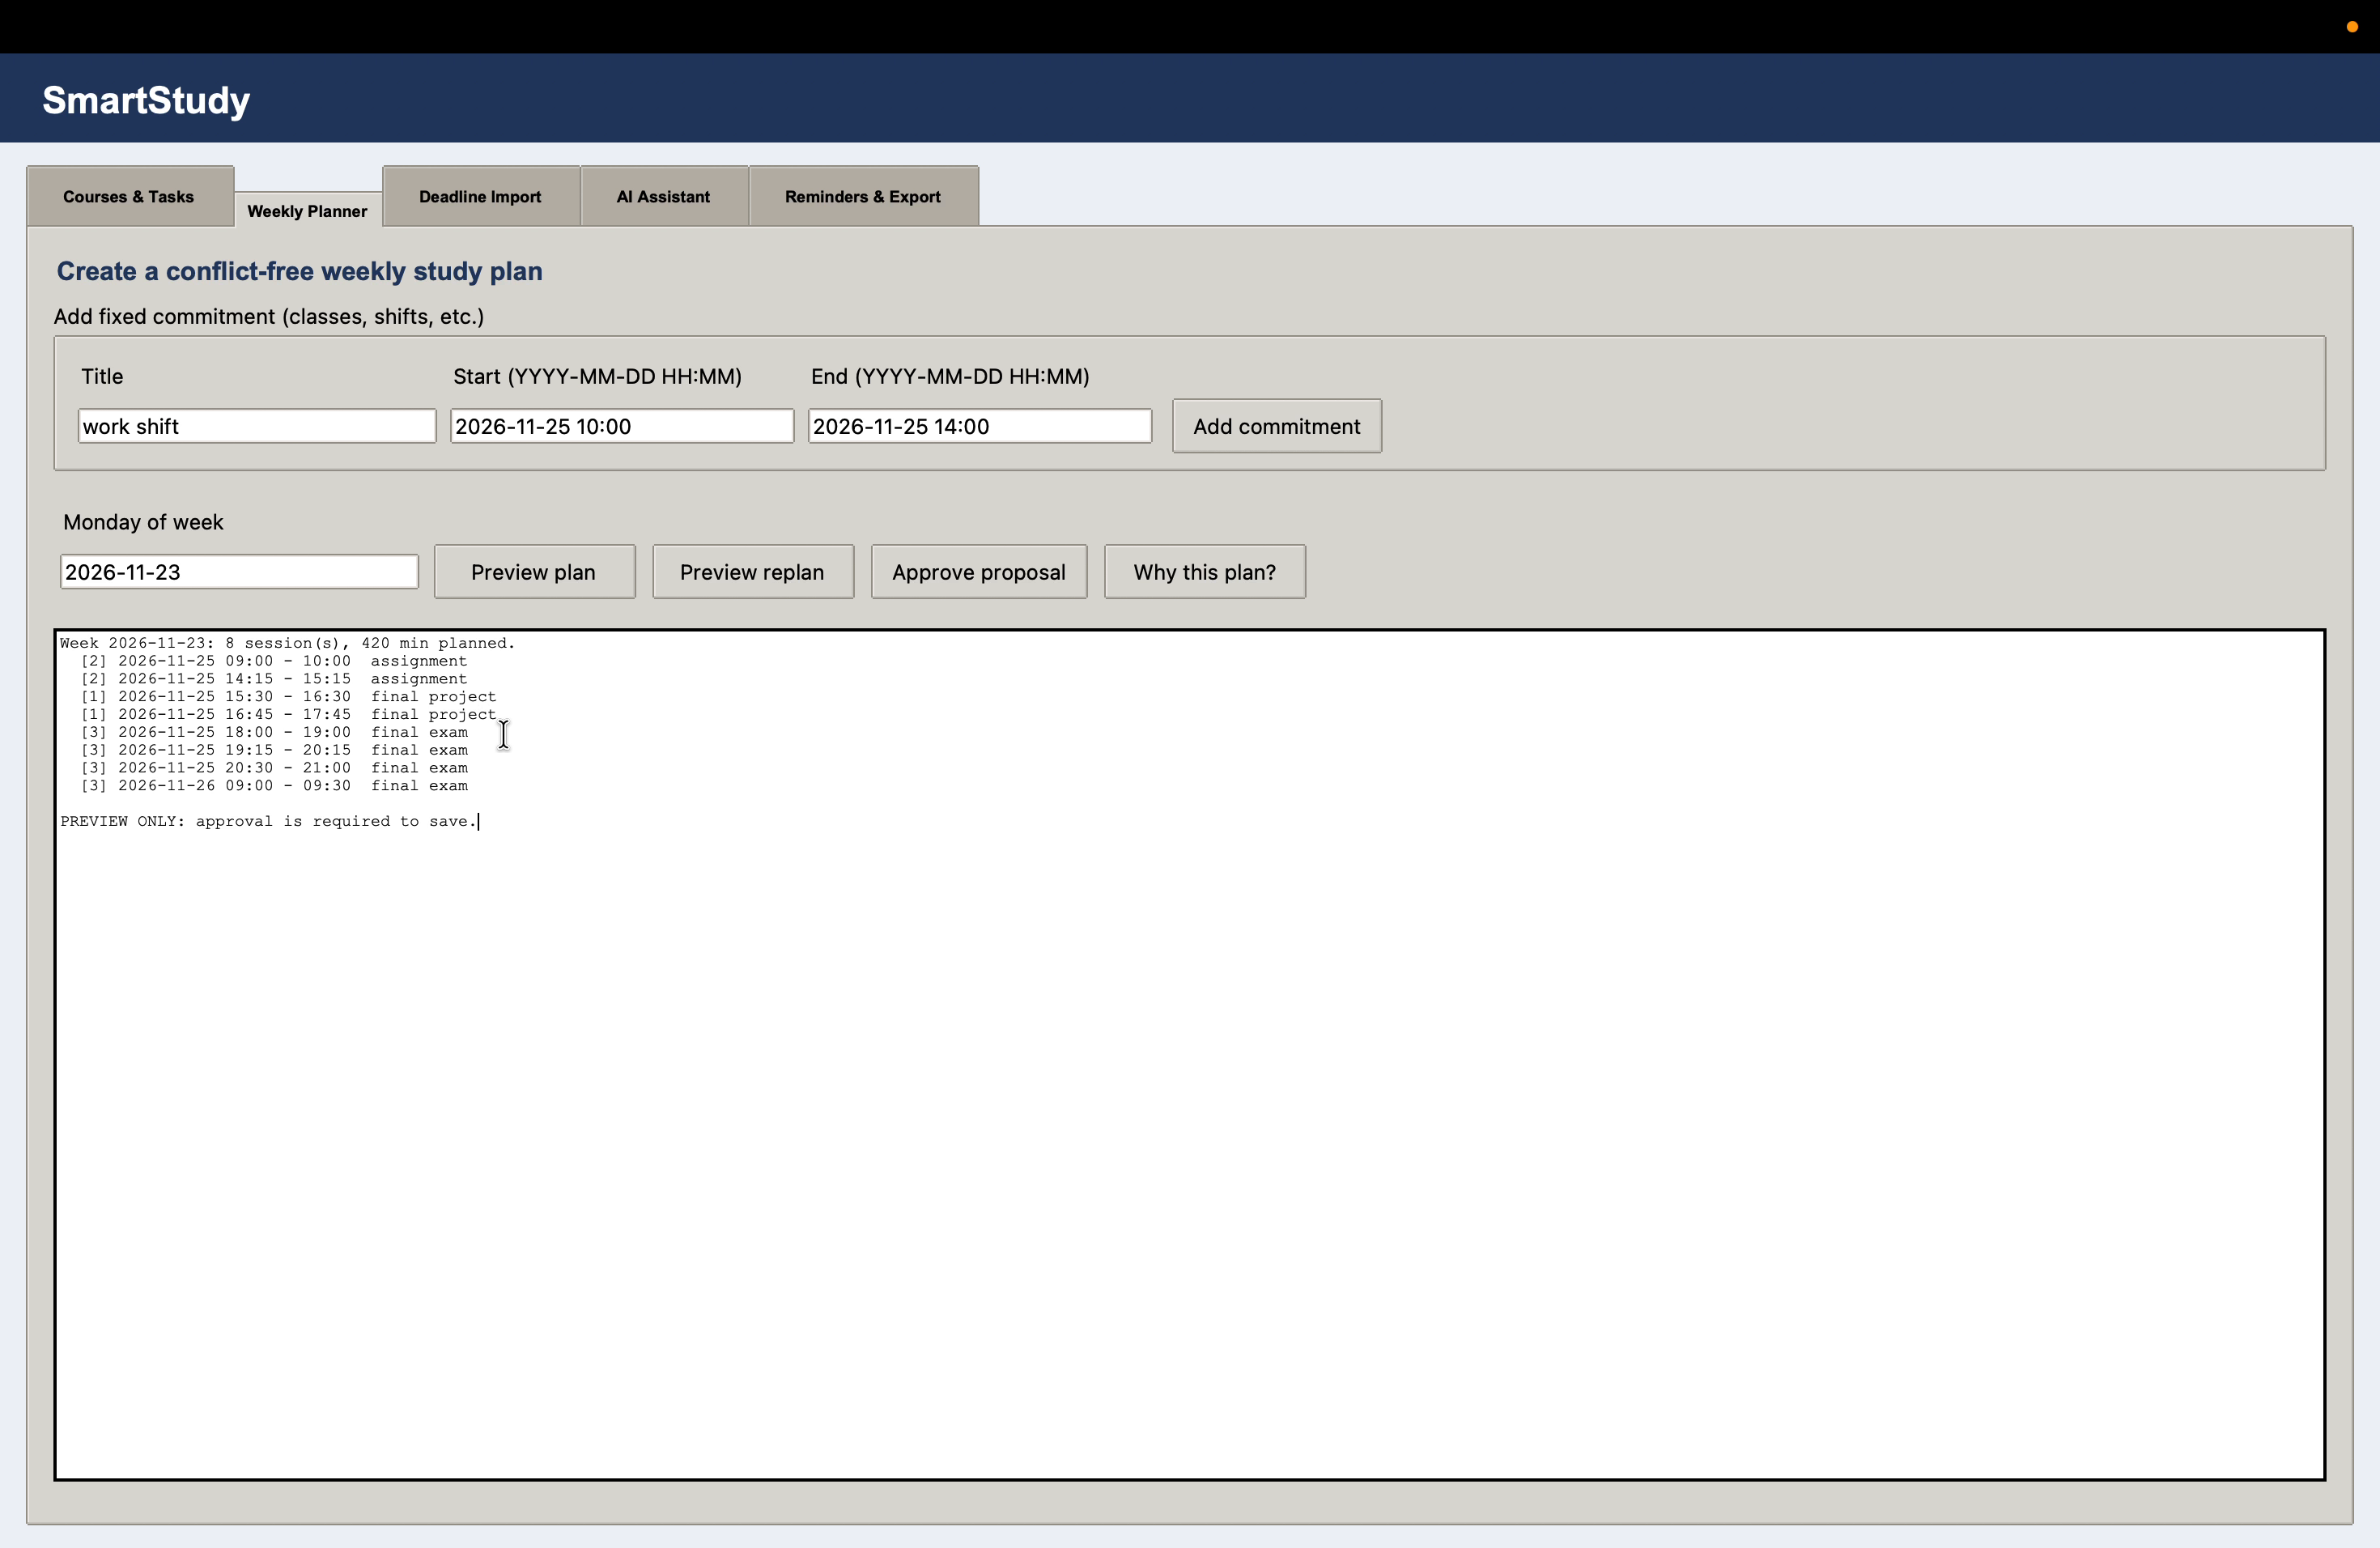 SmartStudy
Courses & Tasks
Weekly Planner
Deadline Import
AI Assistant
Reminders & Export
Create a conflict-free weekly study plan
Add fixed commitment (classes, shifts, etc.)
Title
Start (YYYY-MM-DD HH:MM)
End (YYYY-MM-DD HH:MM)
work shift
2026-11-25 10:00
2026-11-25 14:00
Add commitment
Monday of week
2026-11-23
Preview plan
Preview replan
Approve proposal
Why this plan?
Week 2026-11-23: 8 session(s), 420 min planned.
[2] 2026-11-25 09:00 - 10:00  assignment
[2] 2026-11-25 14:15 - 15:15  assignment
[1] 2026-11-25 15:30 - 16:30  final project
[1] 2026-11-25 16:45 - 17:45  final project
[3] 2026-11-25 18:00 - 19:00  final exam
[3] 2026-11-25 19:15 - 20:15  final exam
[3] 2026-11-25 20:30 - 21:00  final exam
[3] 2026-11-26 09:00 - 09:30  final exam
PREVIEW ONLY: approval is required to save.